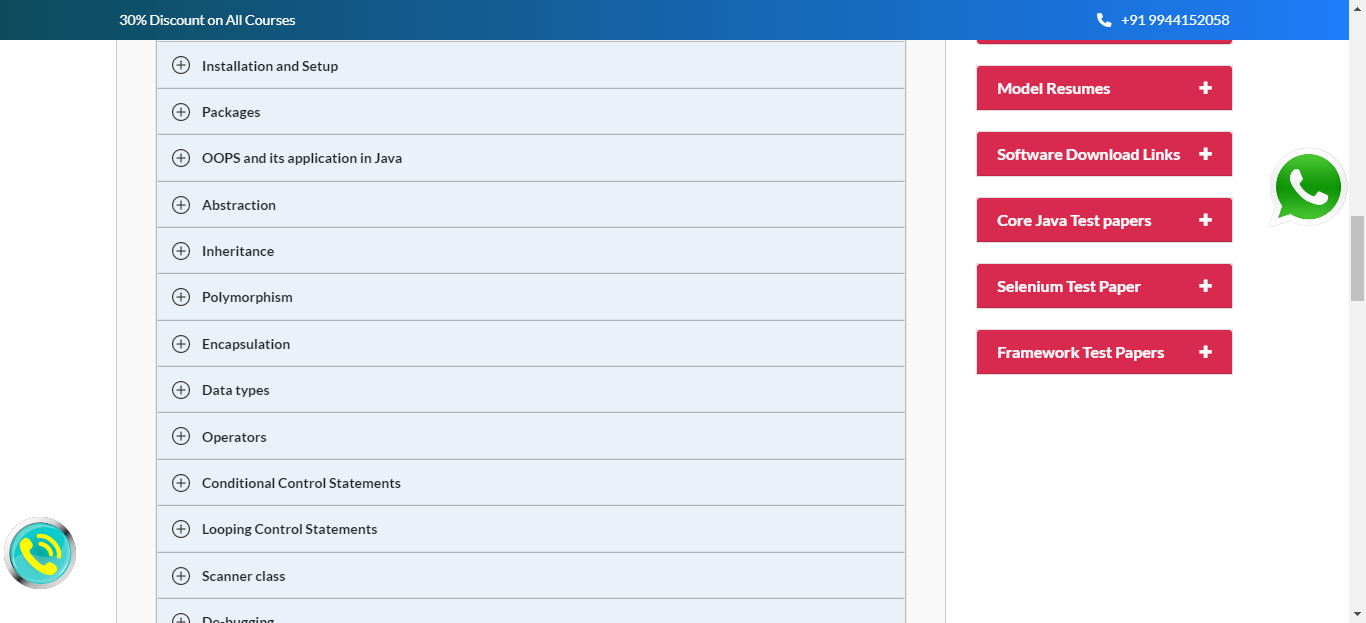 30% Discount on All Courses
+91 9944152058
Installation and Setup
Packages
OOPS and its application in Java
Abstraction
Inheritance
Polymorphism
Encapsulation
Data types
Operators
Conditional Control Statements
Looping Control Statements
Scanner class
De-bugging
Model Resumes
Software Download Links
Core Java Test papers
Selenium Test Paper
Framework Test Papers